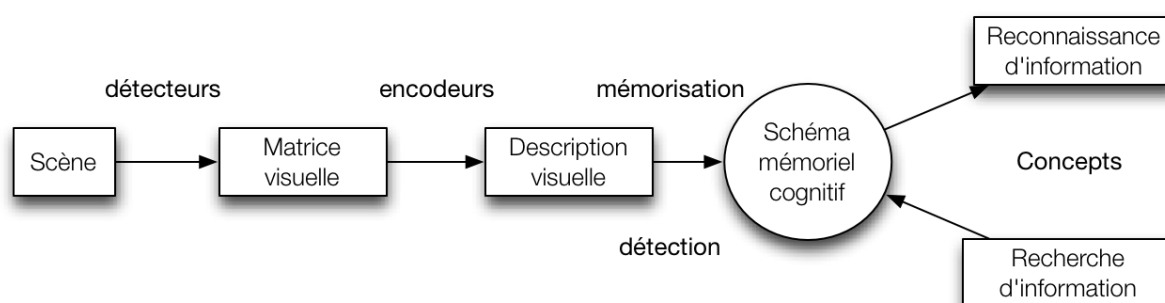 Reconnaissance
d'information
détecteurs
encodeurs
mémorisation
Scène
Matrice
visuelle
Description
visuelle
Schéma
mémoriel
cognitif
Concepts
détection
Recherche
d'information